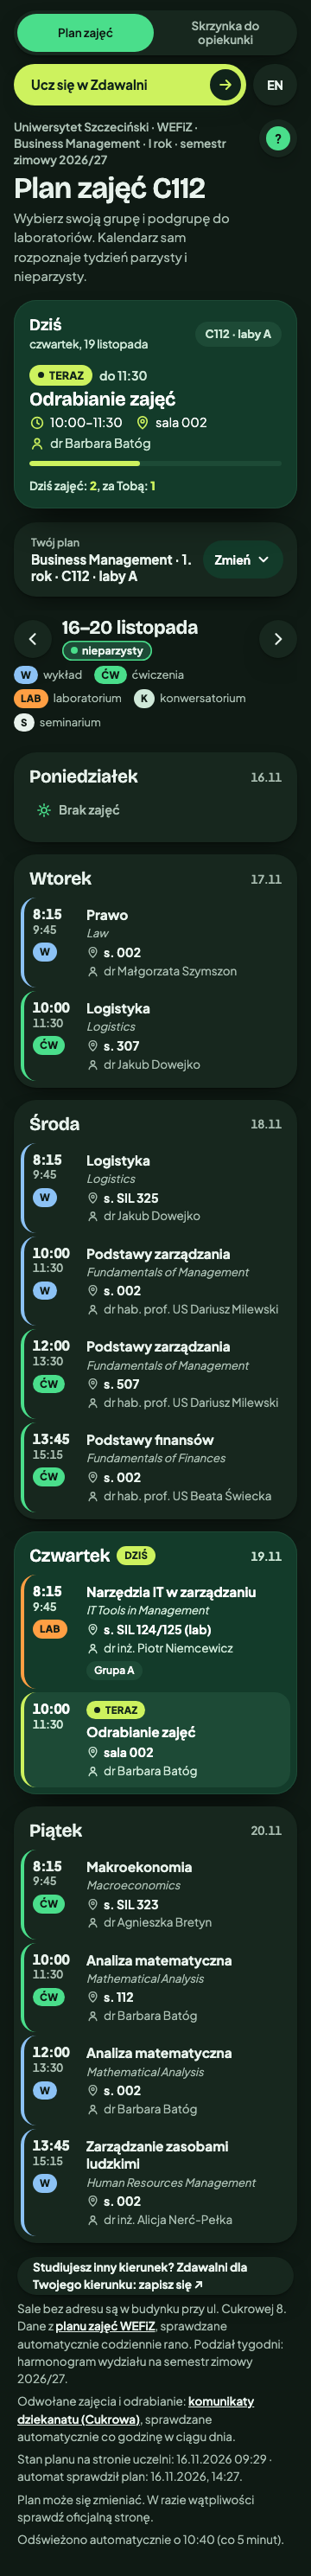 Plan zajęć
Skrzynka do
opiekunki
Ucz się w Zdawalni
EN
Uniwersytet Szczeciński · WEFiZ ·
Business Management · I rok · semestr
zimowy 2026/27
?
Plan zajęć C112
Wybierz swoją grupę i podgrupę do
laboratoriów. Kalendarz sam
rozpoznaje tydzień parzysty i
nieparzysty.
Dziś
czwartek, 19 listopada
C112 · laby A
TERAZ do 11:30
Odrabianie zajęć
10:00–11:30 sala 002
dr Barbara Batóg
Dziś zajęć: 2, za Tobą: 1
Twój plan
Business Management · 1.
rok · C112 · laby A
Zmień
16–20 listopada
nieparzysty
W wykład ĆW ćwiczenia
LAB laboratorium K konwersatorium
S seminarium
Poniedziałek 16.11
Brak zajęć
Wtorek 17.11
8:15 Prawo
9:45 Law
W s. 002
dr Małgorzata Szymszon
10:00 Logistyka
11:30 Logistics
ĆW s. 307
dr Jakub Dowejko
Środa 18.11
8:15 Logistyka
9:45 Logistics
W s. SIL 325
dr Jakub Dowejko
10:00 Podstawy zarządzania
11:30 Fundamentals of Management
W s. 002
dr hab. prof. US Dariusz Milewski
12:00 Podstawy zarządzania
13:30 Fundamentals of Management
ĆW s. 507
dr hab. prof. US Dariusz Milewski
13:45 Podstawy finansów
15:15 Fundamentals of Finances
ĆW s. 002
dr hab. prof. US Beata Świecka
Czwartek DZIŚ 19.11
8:15 Narzędzia IT w zarządzaniu
9:45 IT Tools in Management
LAB s. SIL 124/125 (lab)
dr inż. Piotr Niemcewicz
Grupa A
10:00 TERAZ
11:30 Odrabianie zajęć
sala 002
dr Barbara Batóg
Piątek 20.11
8:15 Makroekonomia
9:45 Macroeconomics
ĆW s. SIL 323
dr Agnieszka Bretyn
10:00 Analiza matematyczna
11:30 Mathematical Analysis
ĆW s. 112
dr Barbara Batóg
12:00 Analiza matematyczna
13:30 Mathematical Analysis
W s. 002
dr Barbara Batóg
13:45 Zarządzanie zasobami
15:15 ludzkimi
W Human Resources Management
s. 002
dr inż. Alicja Nerć-Pełka
Studiujesz inny kierunek? Zdawalni dla
Twojego kierunku: zapisz się ↗
Sale bez adresu są w budynku przy ul. Cukrowej 8.
Dane z planu zajęć WEFiZ, sprawdzane
automatycznie codziennie rano. Podział tygodni:
harmonogram wydziału na semestr zimowy
2026/27.
Odwołane zajęcia i odrabianie: komunikaty
dziekanatu (Cukrowa), sprawdzane
automatycznie co godzinę w ciągu dnia.
Stan planu na stronie uczelni: 16.11.2026 09:29 ·
automat sprawdził plan: 16.11.2026, 14:27.
Plan może się zmieniać. W razie wątpliwości
sprawdź oficjalną stronę.
Odświeżono automatycznie o 10:40 (co 5 minut).